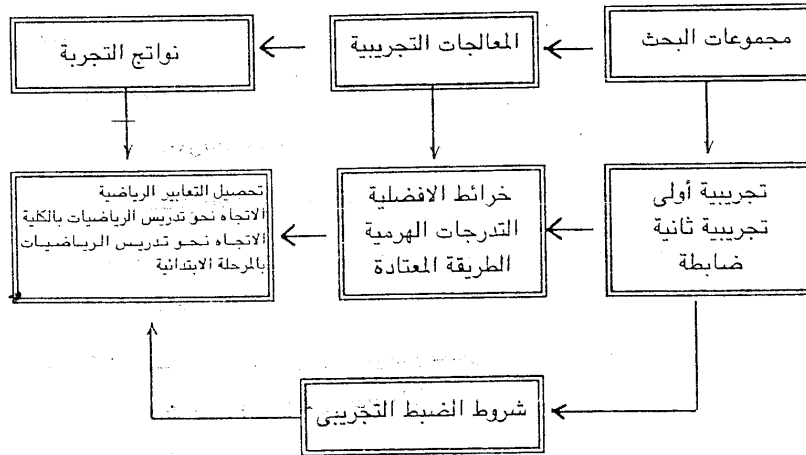 مجموعات البحث
المعالجات التجريبية
نواتج التجربة
تجريبية أولى
تجريبية ثانية
ضابطة
خرائط الافضلية
التدرجات الهرمية
الطريقة المعتادة
تحصيل التعابير الرياضية
الاتجاه نحو تدريس الرياضيات بالكلية
الاتجاه نحو تدريس الرياضيات
بالمرحلة الابتدائية
شروط الضبط التجريبى